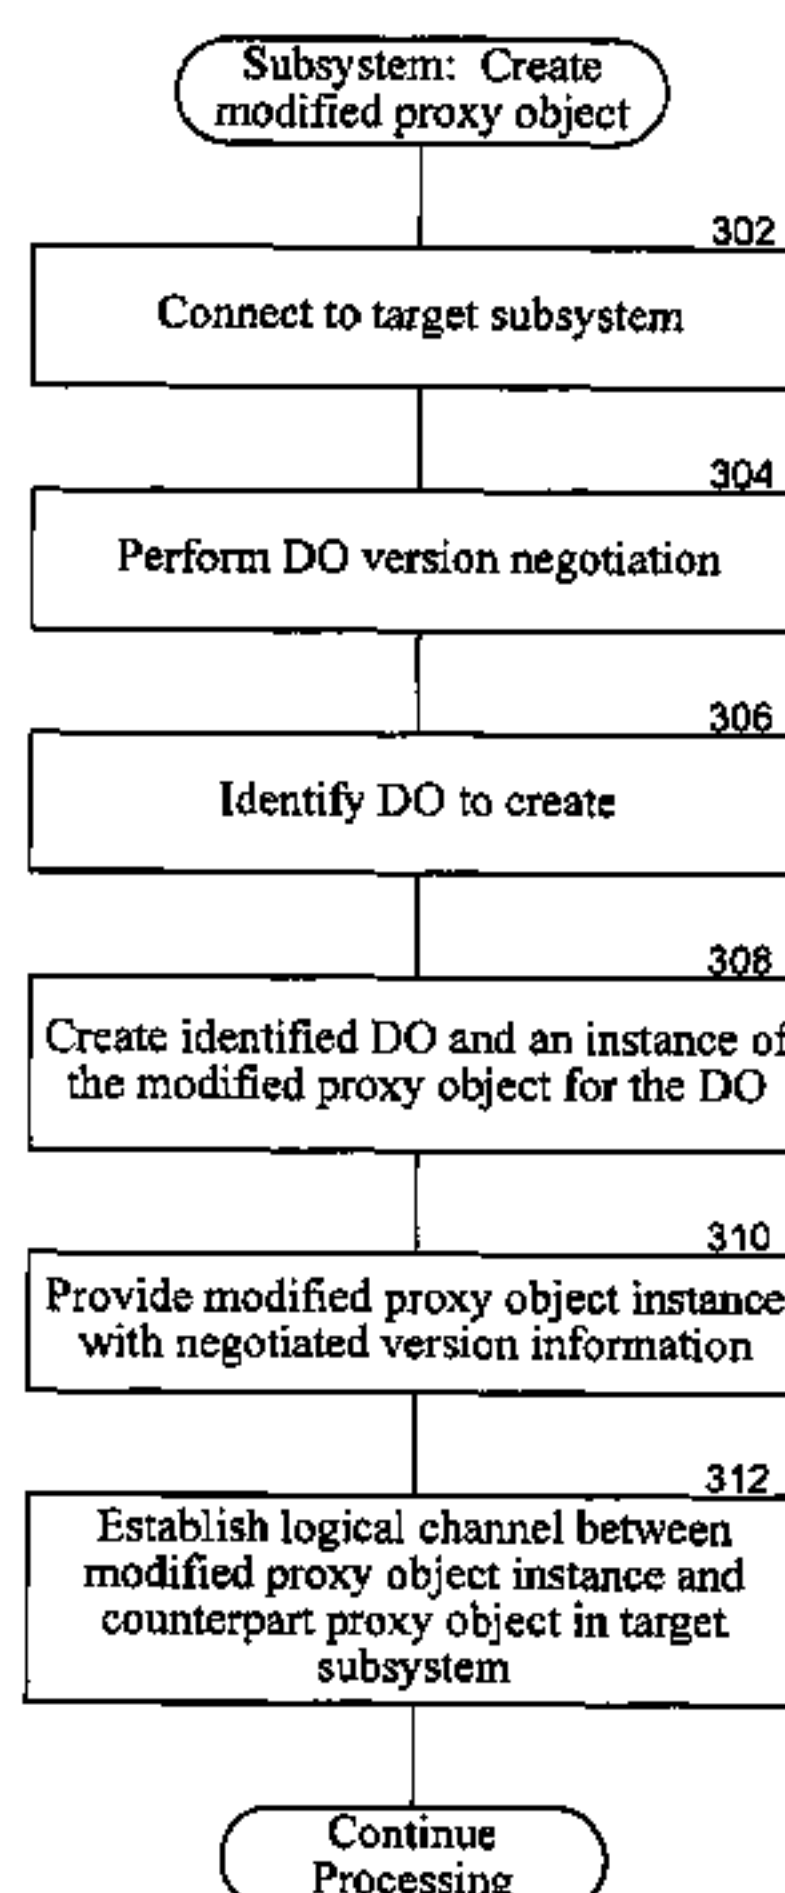 Subsystem: Create
modified proxy object
302
Connect to target subsystem
304
Perform DO version negotiation
306
Identify DO to create
308
Create identified DO and an instance of
the modified proxy object for the DO
310
Provide modified proxy object instance
with negotiated version information
312
Establish logical channel between
modified proxy object instance and
counterpart proxy object in target
subsystem
Continue
Processing